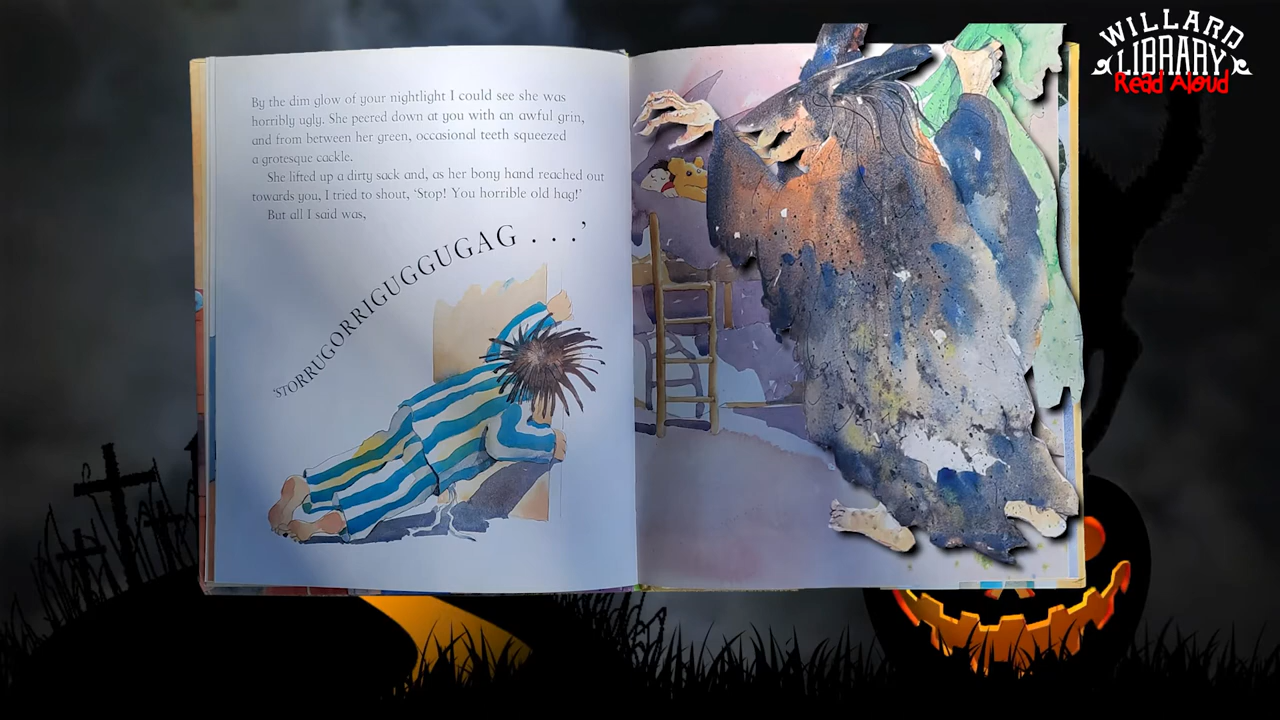 WILLARD
LIBRARY
Read Aloud
By the dim glow of your nightlight I could see she was
horribly ugly. She peered down at you with an awful grin,
and from between her green, occasional teeth squeezed
a grotesque cackle.
She lifted up a dirty sack and, as her bony hand reached out
towards you, I tried to shout, ‘Stop! You horrible old hag!’
But all I said was,
‘STORRUGORRIGUGGUGAG . . .’